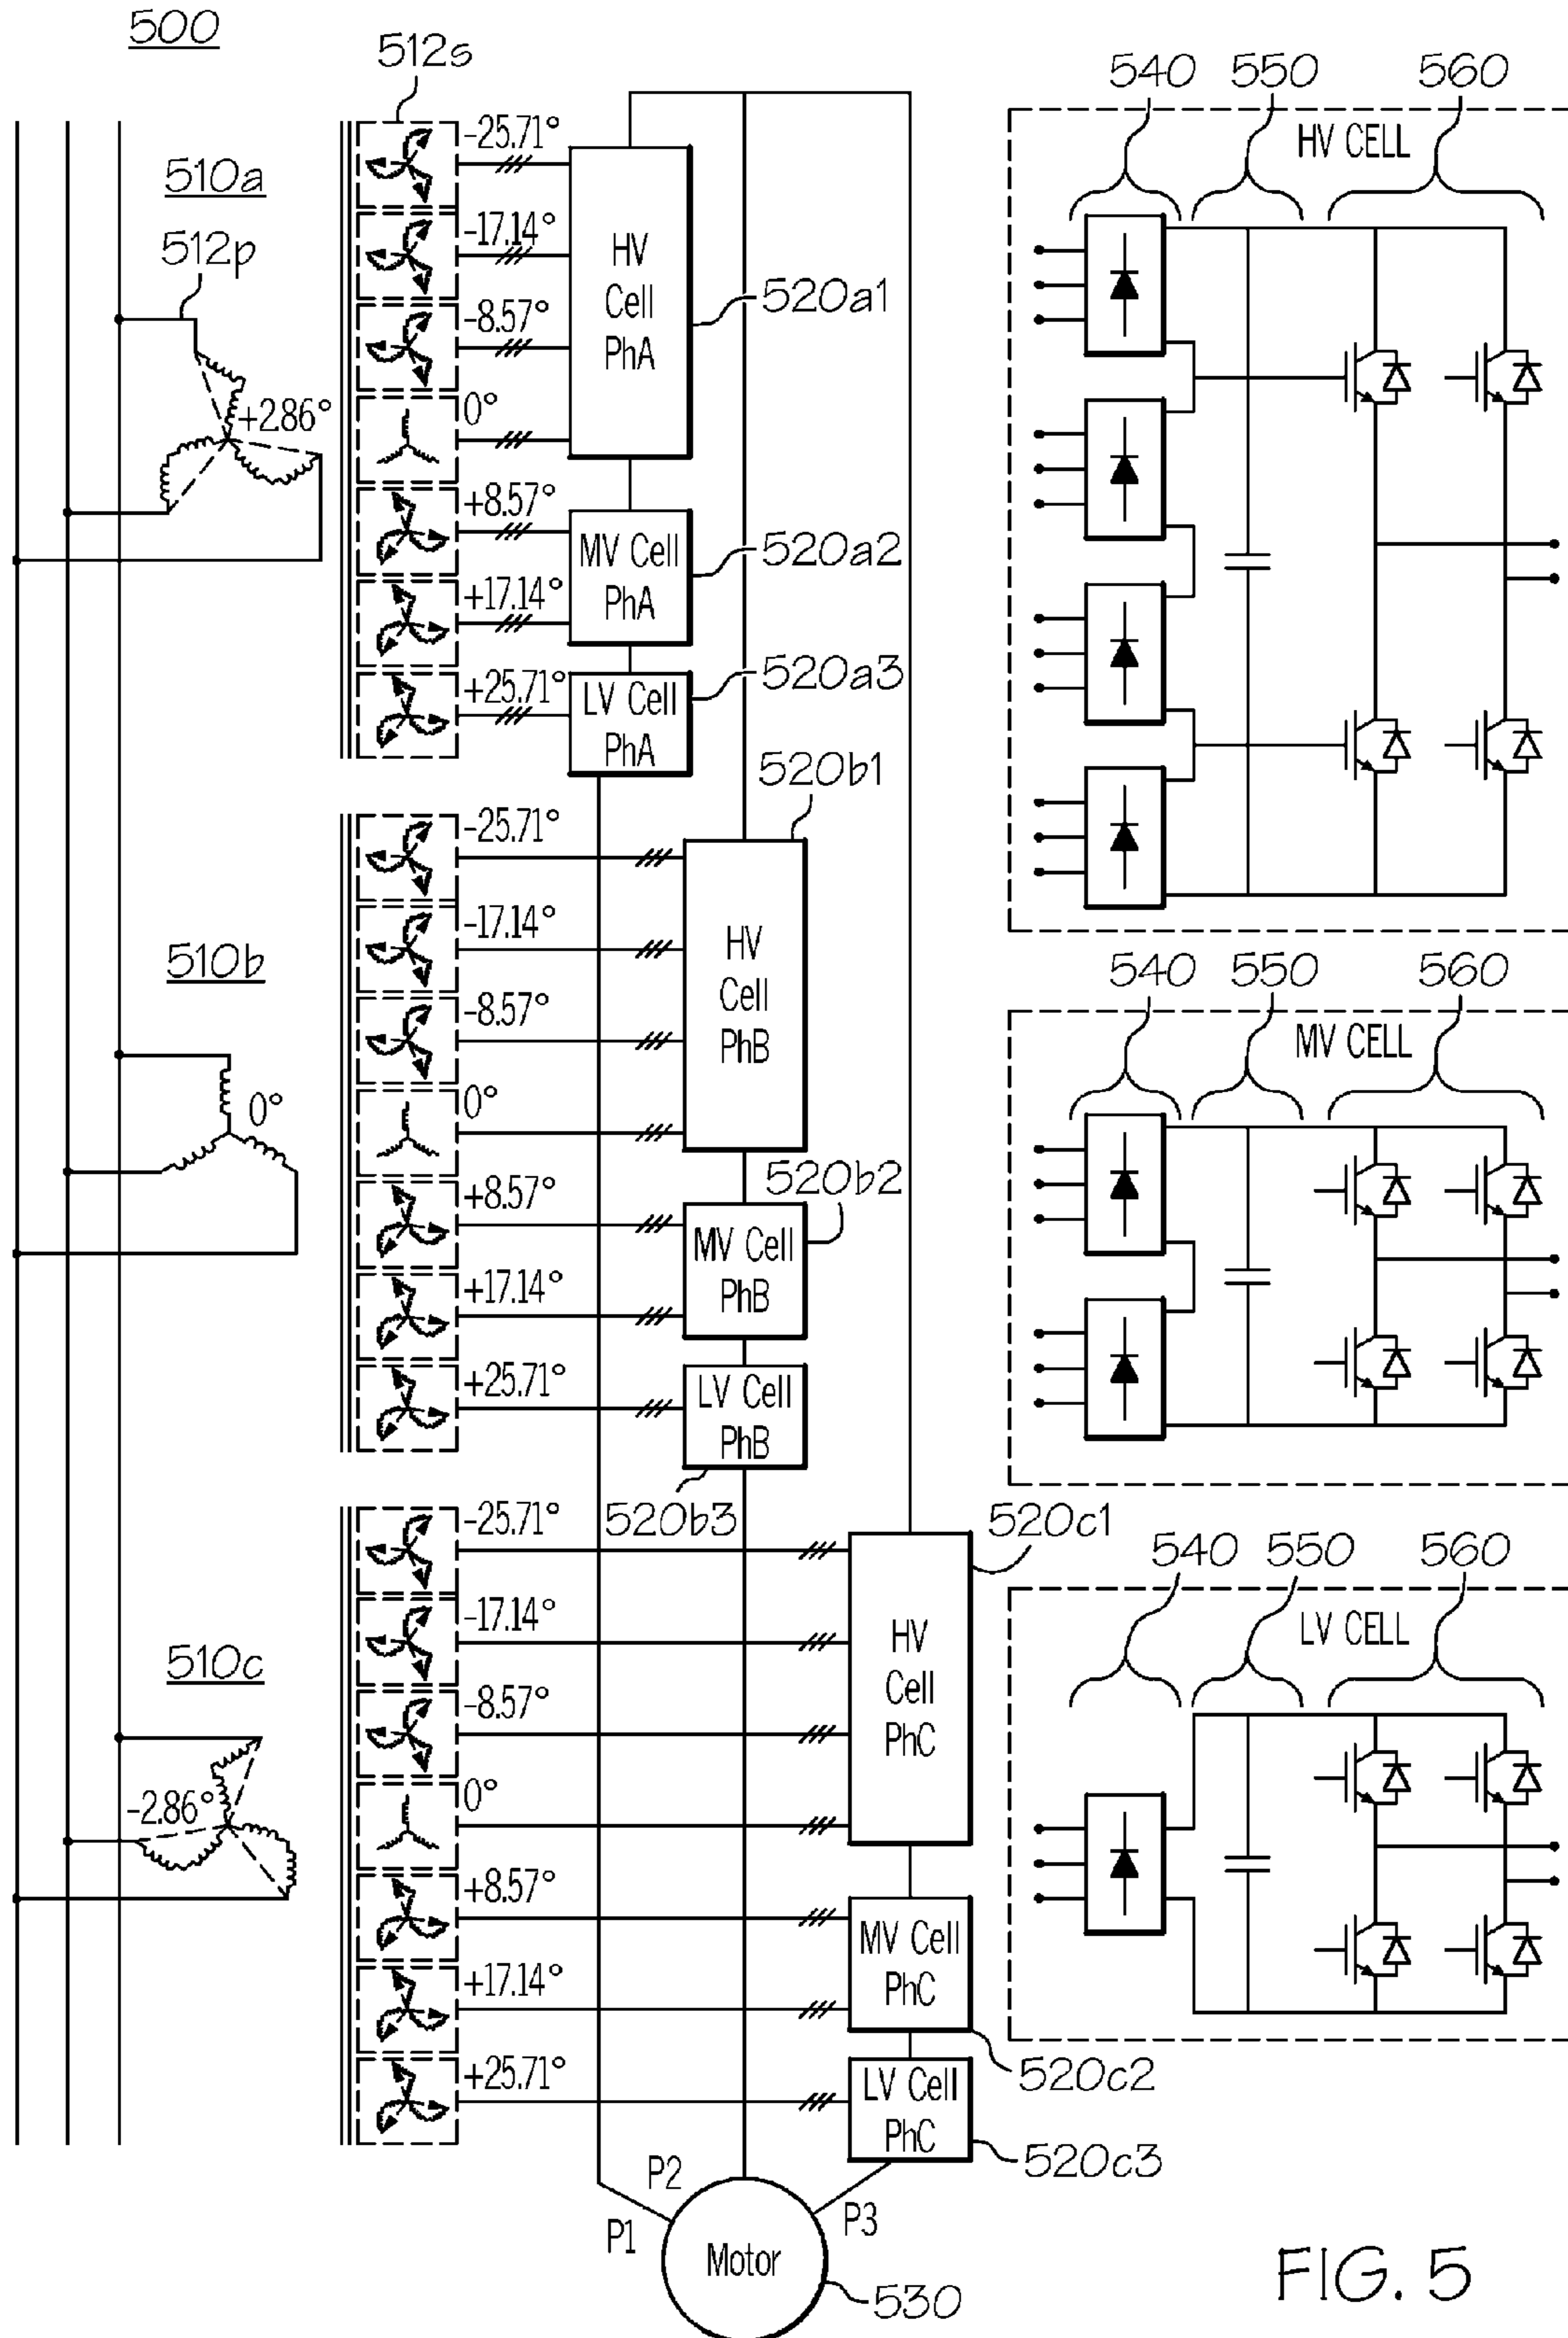 500
512s
510a
512p
+2.86°
-25.71°
-17.14°
-8.57°
0°
+8.57°
+17.14°
+25.71°
HV
Cell
PhA
520a1
MV Cell
PhA
520a2
LV Cell
PhA
520a3
510b
0°
-25.71°
-17.14°
-8.57°
0°
+8.57°
+17.14°
+25.71°
520b1
HV
Cell
PhB
520b2
MV Cell
PhB
LV Cell
PhB
520b3
510c
-2.86°
-25.71°
-17.14°
-8.57°
0°
+8.57°
+17.14°
+25.71°
520c1
HV
Cell
PhC
MV Cell
PhC
520c2
LV Cell
PhC
520c3
P2
P1
P3
Motor
530
540
550
560
HV CELL
540
550
560
MV CELL
540
550
560
LV CELL
FIG. 5